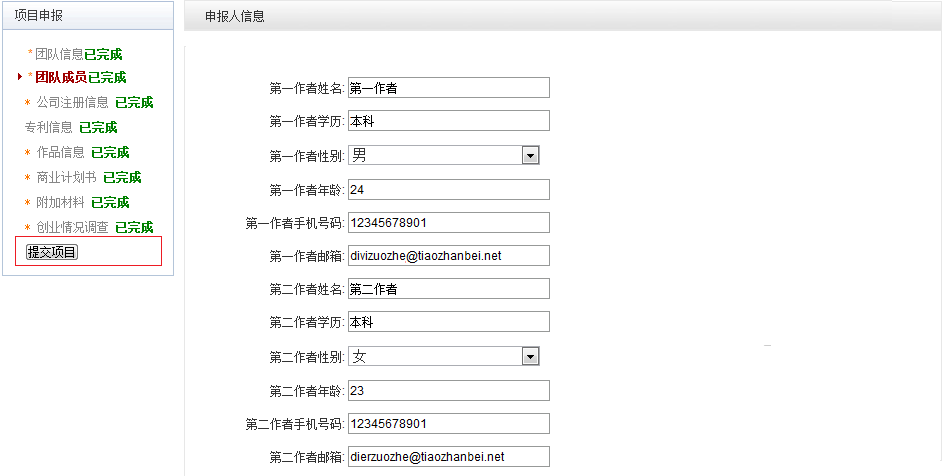 项目申报
* 团队信息已完成
* 团队成员已完成
* 公司注册信息 已完成
专利信息 已完成
* 作品信息 已完成
* 商业计划书 已完成
* 附加材料 已完成
* 创业情况调查 已完成
提交项目
申报人信息
第一作者姓名: 第一作者
第一作者学历: 本科
第一作者性别: 男
第一作者年龄: 24
第一作者手机号码: 12345678901
第一作者邮箱: divizuozhe@tiaozhanbei.net
第二作者姓名: 第二作者
第二作者学历: 本科
第二作者性别: 女
第二作者年龄: 23
第二作者手机号码: 12345678901
第二作者邮箱: dierzuozhe@tiaozhanbei.net